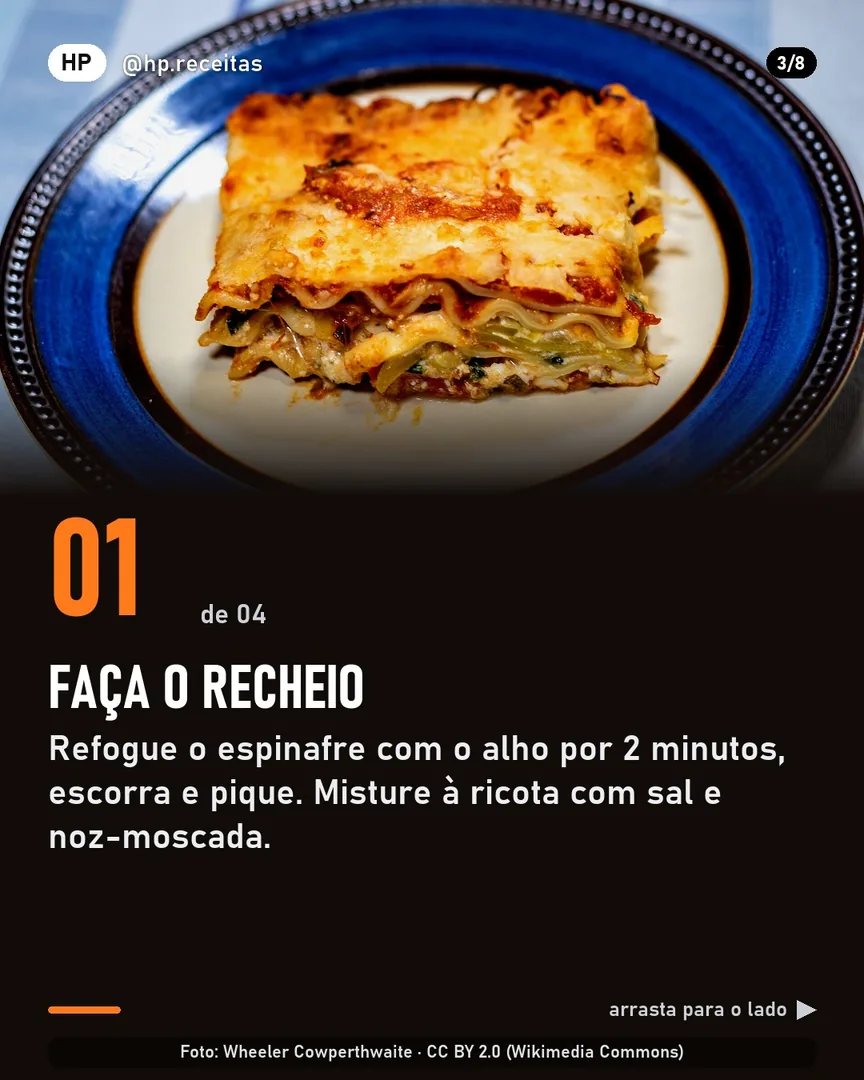 HP @hp.receitas 3/8
01 de 04
FAÇA O RECHEIO
Refogue o espinafre com o alho por 2 minutos,
escorra e pique. Misture à ricota com sal e
noz-moscada.
arrasta para o lado ▶
Foto: Wheeler Cowperthwaite · CC BY 2.0 (Wikimedia Commons)